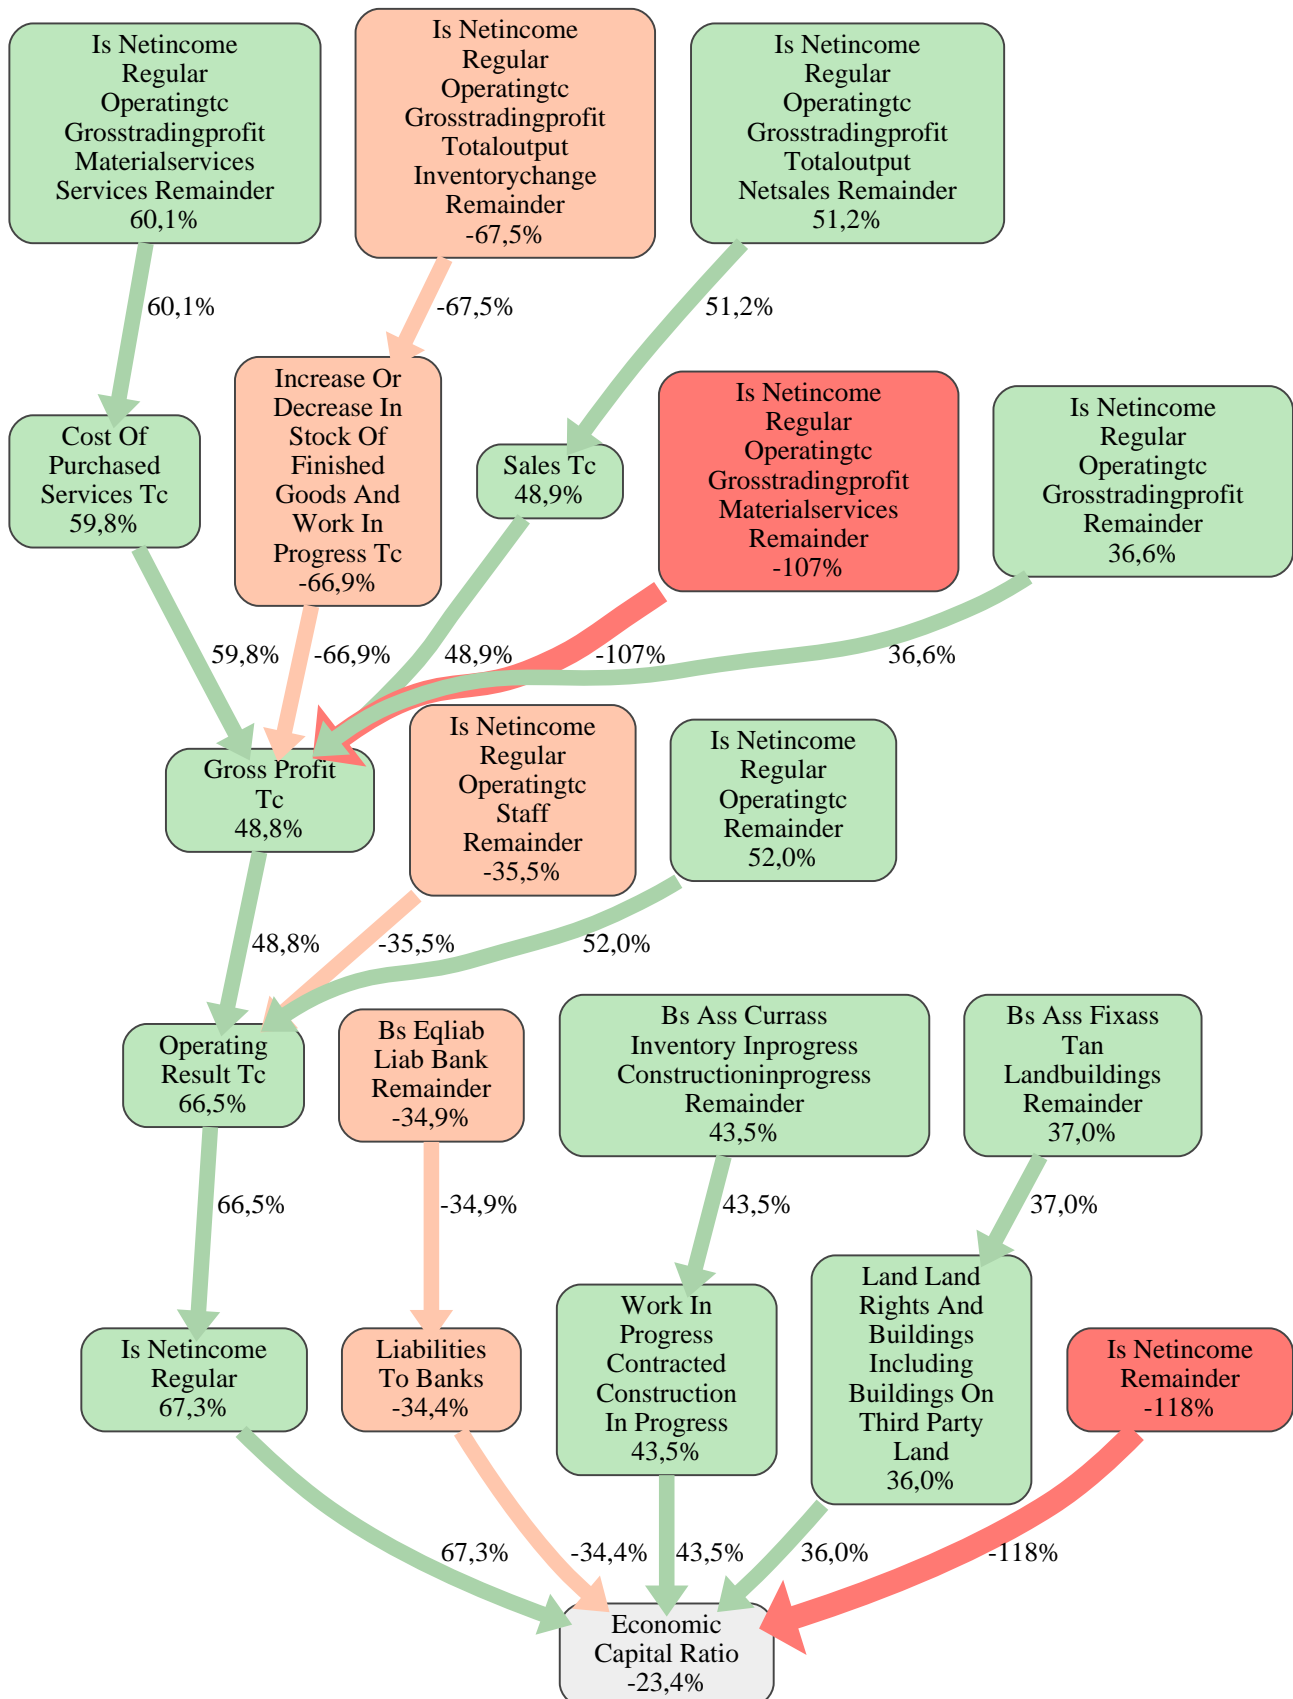 Is Netincome
Regular
Operatingtc
Grosstradingprofit
Materialservices
Services Remainder
60,1%
Is Netincome
Regular
Operatingtc
Grosstradingprofit
Totaloutput
Inventorychange
Remainder
-67,5%
Is Netincome
Regular
Operatingtc
Grosstradingprofit
Totaloutput
Netsales Remainder
51,2%
60,1%
-67,5%
51,2%
Cost Of
Purchased
Services Tc
59,8%
Increase Or
Decrease In
Stock Of
Finished
Goods And
Work In
Progress Tc
-66,9%
Sales Tc
48,9%
Is Netincome
Regular
Operatingtc
Grosstradingprofit
Materialservices
Remainder
-107%
Is Netincome
Regular
Operatingtc
Grosstradingprofit
Remainder
36,6%
59,8%
-66,9%
48,9%
-107%
36,6%
Gross Profit
Tc
48,8%
Is Netincome
Regular
Operatingtc
Staff
Remainder
-35,5%
Is Netincome
Regular
Operatingtc
Remainder
52,0%
48,8%
-35,5%
52,0%
Operating
Result Tc
66,5%
Bs Eqliab
Liab Bank
Remainder
-34,9%
Bs Ass Currass
Inventory Inprogress
Constructioninprogress
Remainder
43,5%
Bs Ass Fixass
Tan
Landbuildings
Remainder
37,0%
66,5%
-34,9%
43,5%
37,0%
Is Netincome
Regular
67,3%
Liabilities
To Banks
-34,4%
Work In
Progress
Contracted
Construction
In Progress
43,5%
Land Land
Rights And
Buildings
Including
Buildings On
Third Party
Land
36,0%
Is Netincome
Remainder
-118%
67,3%
-34,4%
43,5%
36,0%
-118%
Economic
Capital Ratio
-23,4%